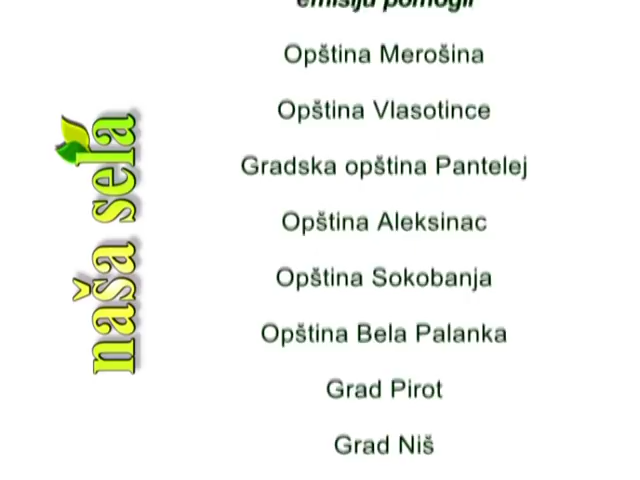 emisiju pomogli
Opština Merošina
Opština Vlasotince
Gradska opština Pantelej
Opština Aleksinac
Opština Sokobanja
Opština Bela Palanka
Grad Pirot
Grad Niš
naša sela